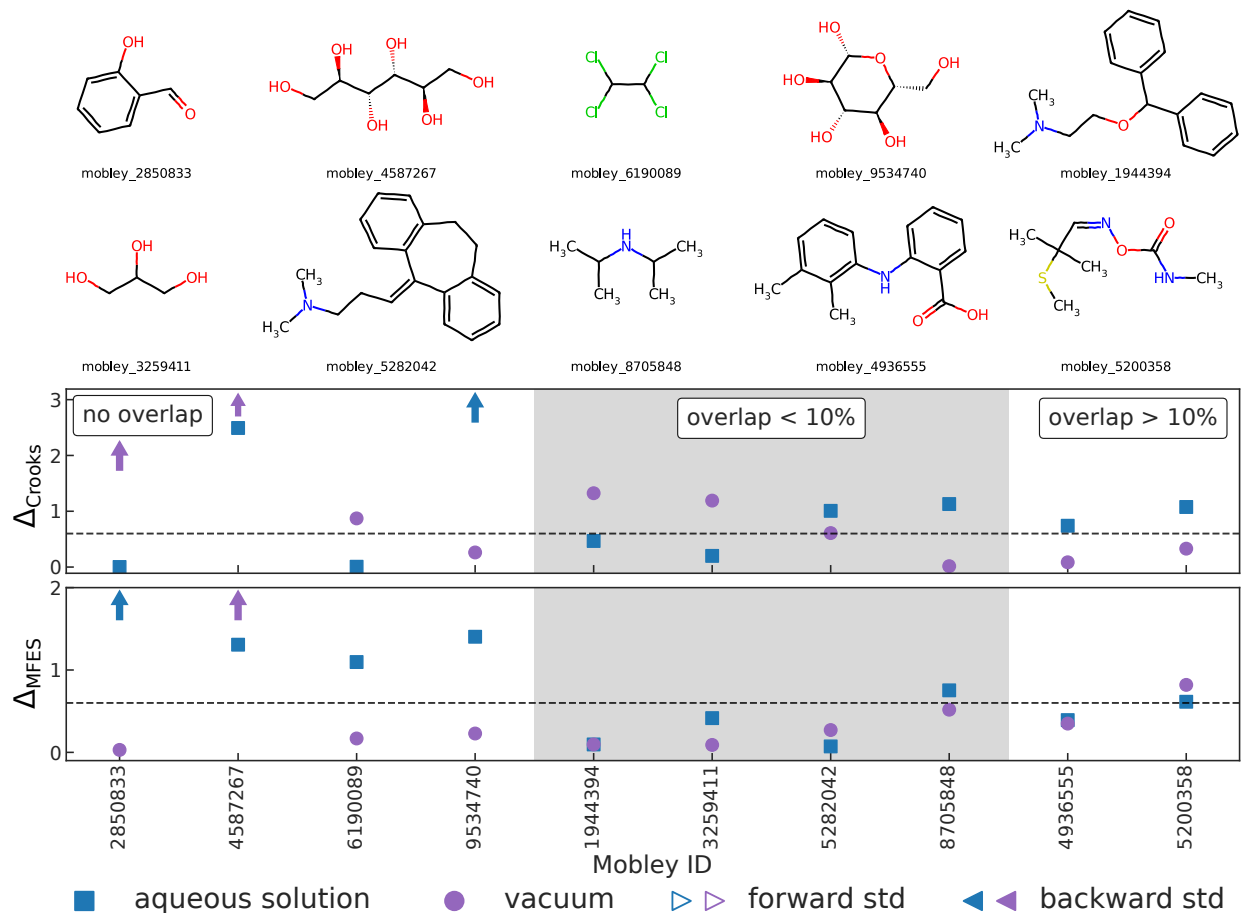 OH
O
mobley_2850833
OH
OH
HO
OH
OH
OH
mobley_4587267
Cl
Cl
Cl
Cl
mobley_6190089
HO
O
OH
HO
HO
OH
mobley_9534740
CH3
N
H3C
O
mobley_1944394
OH
HO
OH
mobley_3259411
CH3
N
H3C
mobley_5282042
H
N
H3C
CH3
CH3
CH3
mobley_8705848
CH3
CH3
N
H
O
OH
mobley_4936555
H3C
CH3
N
O
O
HN
CH3
S
H3C
mobley_5200358
no overlap
overlap < 10%
overlap > 10%
3
2
1
0
ΔCrooks
2
1
0
ΔMFES
2850833
4587267
6190089
9534740
1944394
3259411
5282042
8705848
4936555
5200358
Mobley ID
aqueous solution
vacuum
forward std
backward std